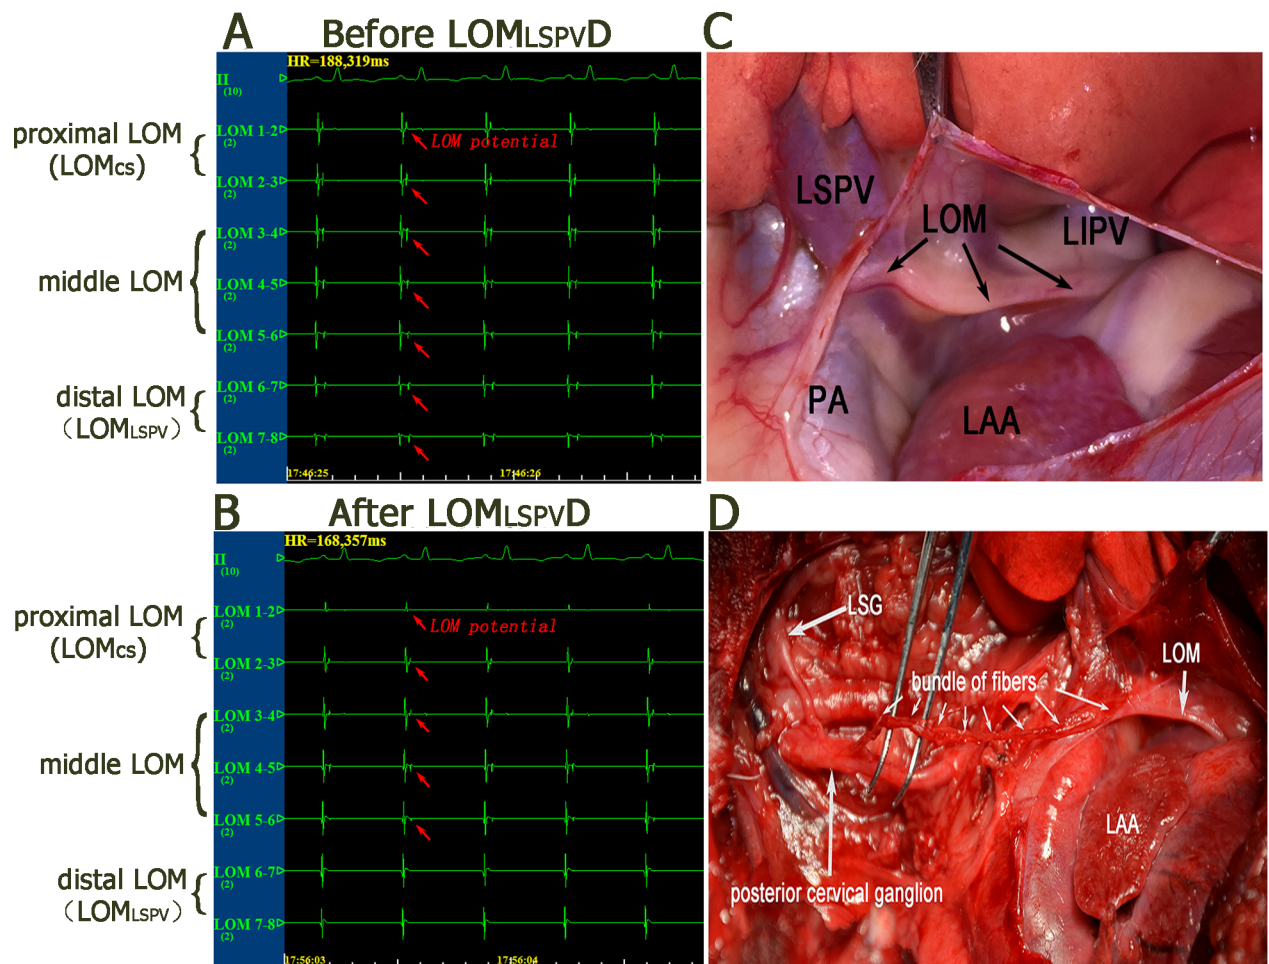 A
Before LOMLSPVD
HR=188,319ms
II
(10)
proximal LOM
(LOMCS)
LOM 1-2
(2)
LOM potential
LOM 2-3
(2)
middle LOM
LOM 3-4
(2)
LOM 4-5
(2)
LOM 5-6
(2)
distal LOM
(LOMLSPV)
LOM 6-7
(2)
LOM 7-8
(2)
17:46:25
17:46:26
C
LSPV
LOM
LIPV
PA
LAA
B
After LOMLSPVD
HR=168,357ms
II
(10)
proximal LOM
(LOMCS)
LOM 1-2
(2)
LOM potential
LOM 2-3
(2)
middle LOM
LOM 3-4
(2)
LOM 4-5
(2)
LOM 5-6
(2)
distal LOM
(LOMLSPV)
LOM 6-7
(2)
LOM 7-8
(2)
17:56:03
17:56:04
D
LSG
LOM
bundle of fibers
LAA
posterior cervical ganglion